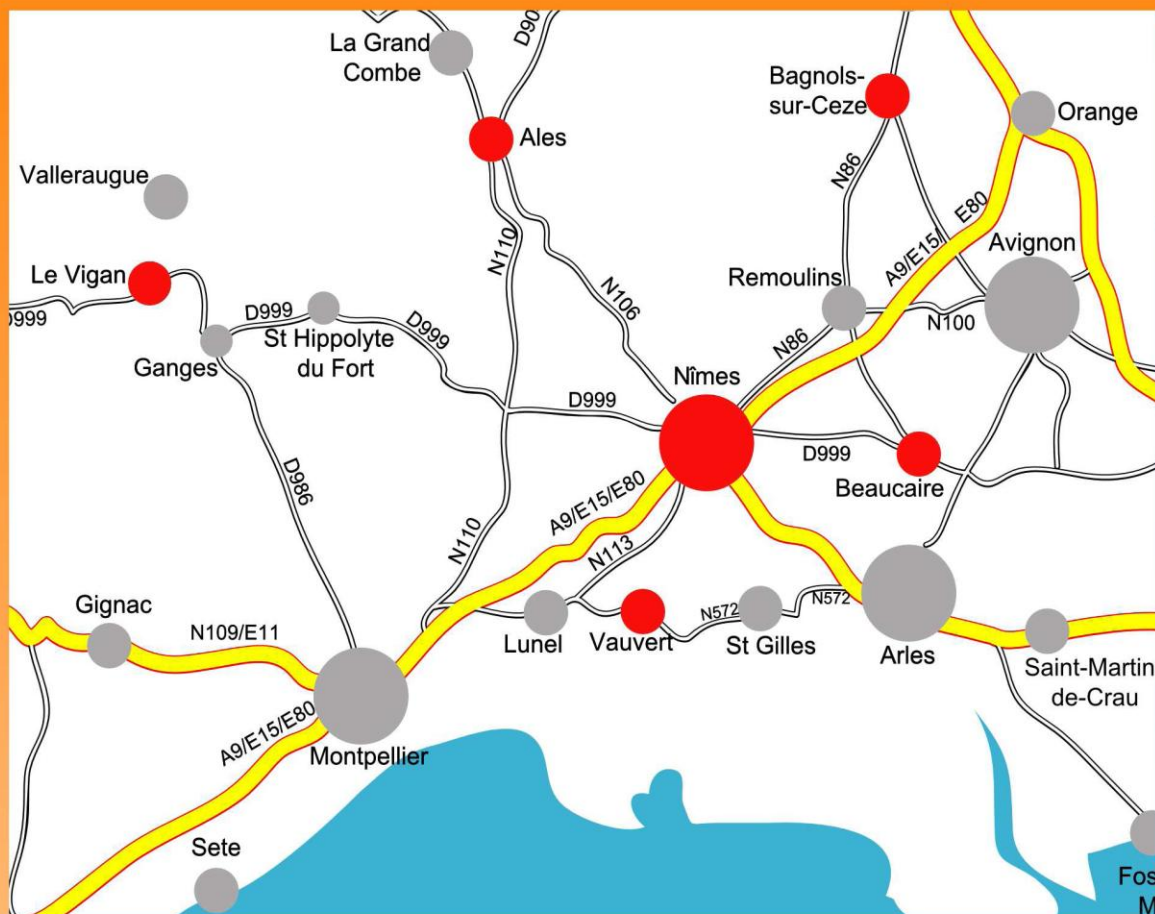 La Grand
Combe
D90
Bagnols-
sur-Ceze
Orange
Ales
Valleraugue
N86
N110
A9/E15/
E80
Avignon
Le Vigan
Remoulins
N106
D999
D999
St Hippolyte
du Fort
D999
N100
Ganges
N86
Nîmes
D999
D999
Beaucaire
D986
A9/E15/E80
N110
N113
Gignac
N109/E11
Lunel
Vauvert
N572
St Gilles
N572
Arles
Saint-Martin
de-Crau
A9/E15/E80
Montpellier
Sete
Fos
M